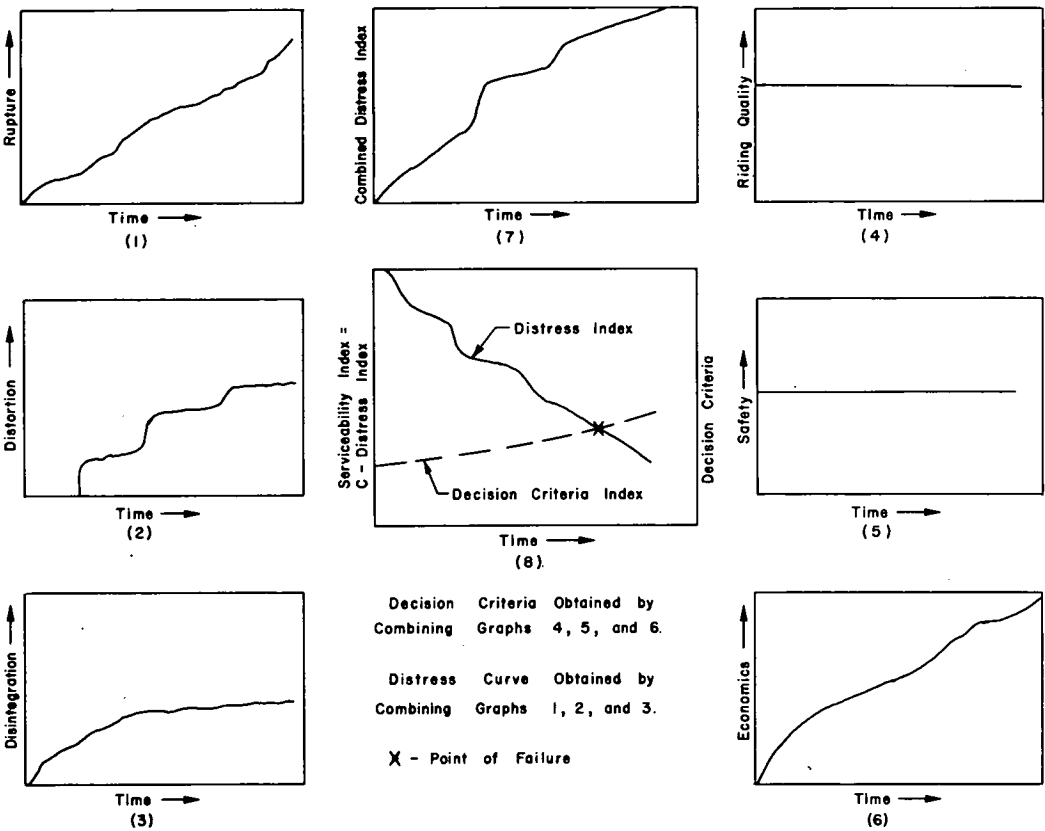 Rupture
Time
(1)
Combined Distress Index
Time
(7)
Riding Quality
Time
(4)
Distortion
Time
(2)
Serviceability Index =
C - Distress Index
Distress Index
Decision Criteria Index
Decision Criteria
Time
(8)
Safety
Time
(5)
Disintegration
Time
(3)
Decision Criteria Obtained by
Combining Graphs 4, 5, and 6.
Distress Curve Obtained by
Combining Graphs 1, 2, and 3.
X - Point of Failure
Economics
Time
(6)